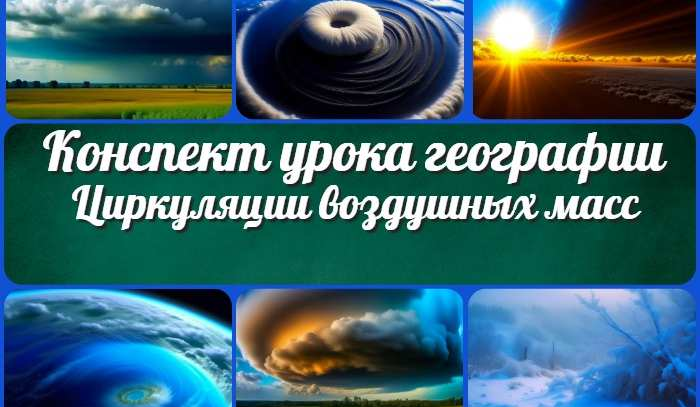 Конспект урока географии
Циркуляции воздушных масс